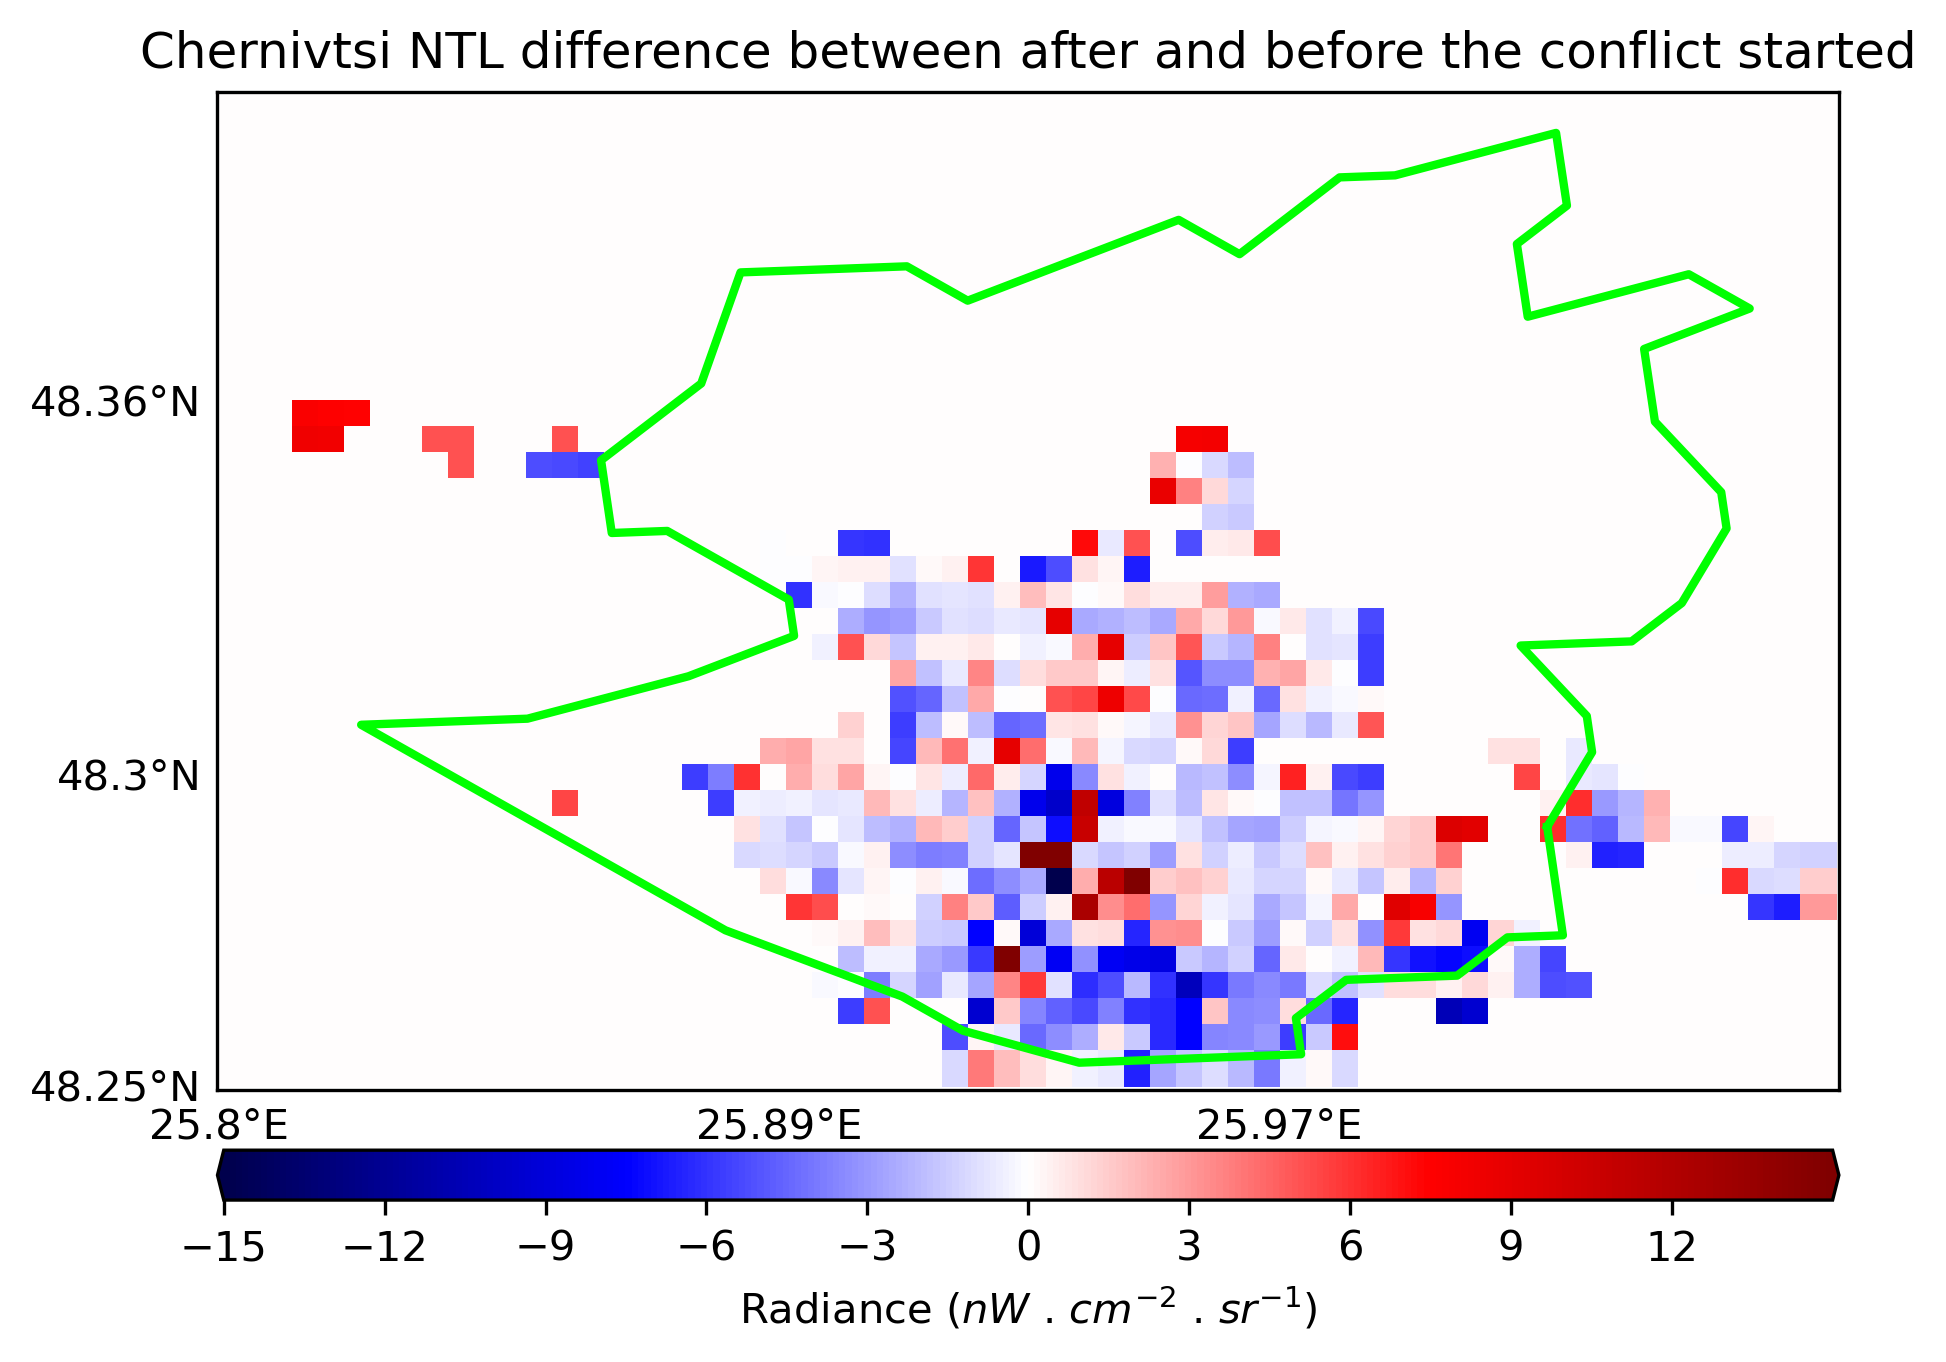 Chernivtsi NTL difference between after and before the conflict started
48.36°N
48.3°N
48.25°N
25.8°E 25.89°E 25.97°E
−15 −12 −9 −6 −3 0 3 6 9 12
Radiance (nW . cm⁻² . sr⁻¹)